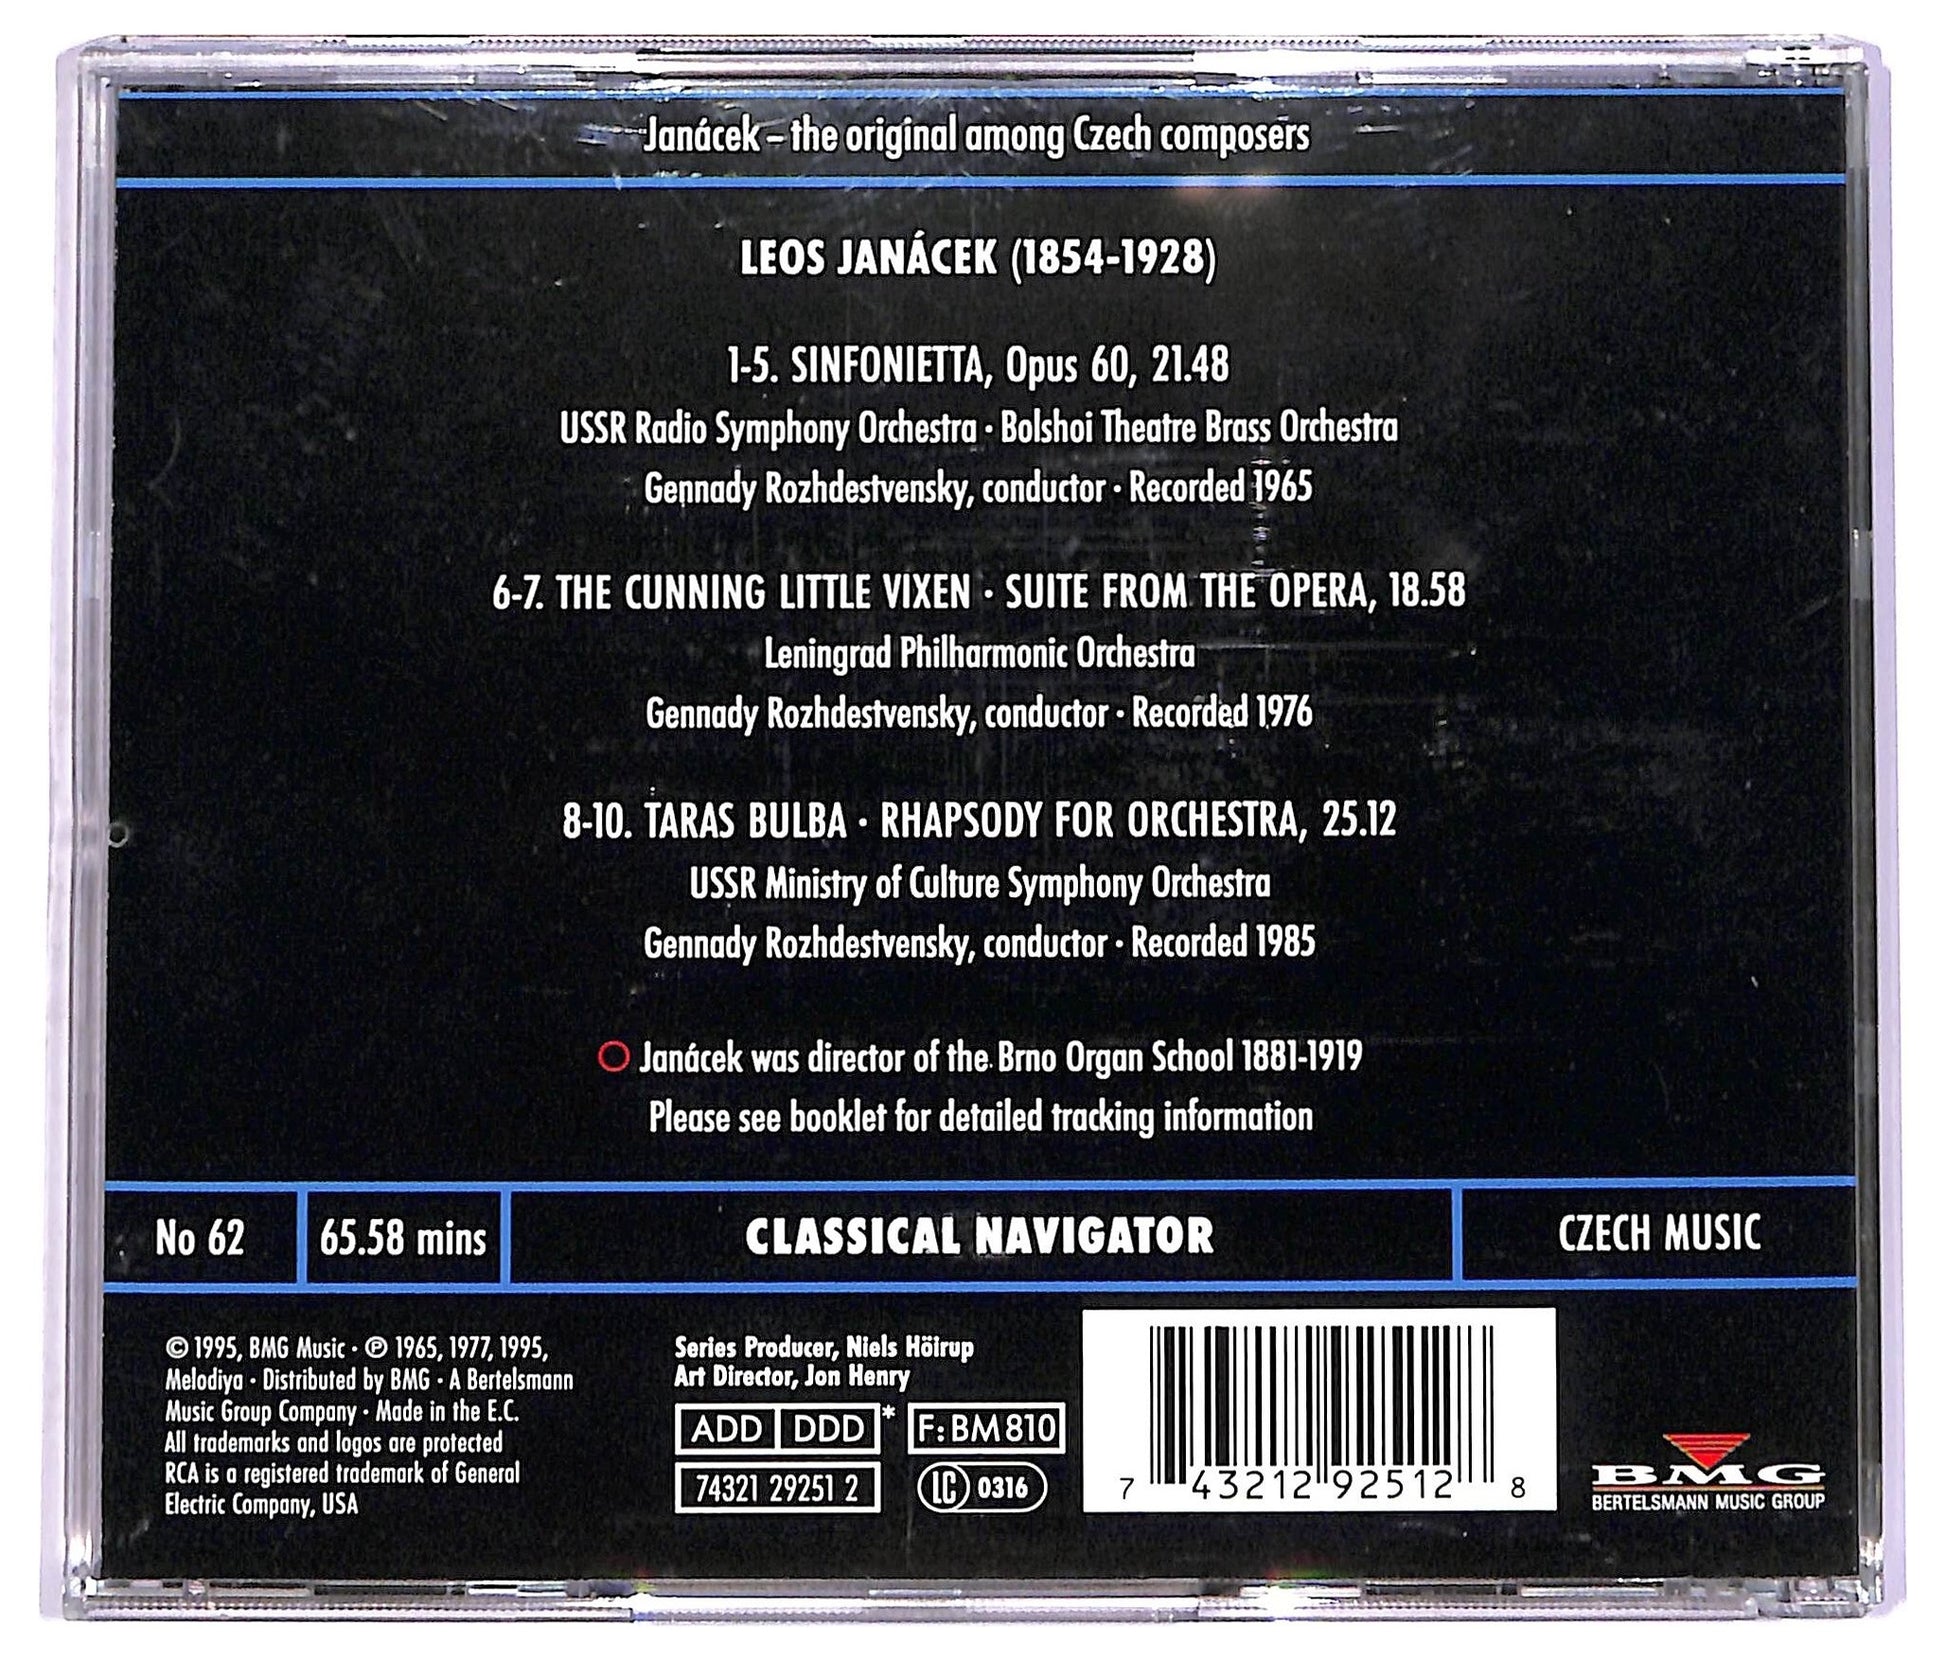 Janácek – the original among Czech composers
LEOS JANÁCEK (1854-1928)
1-5. SINFONIETTA, Opus 60, 21.48
USSR Radio Symphony Orchestra · Bolshoi Theatre Brass Orchestra
Gennady Rozhdestvensky, conductor · Recorded 1965
6-7. THE CUNNING LITTLE VIXEN · SUITE FROM THE OPERA, 18.58
Leningrad Philharmonic Orchestra
Gennady Rozhdestvensky, conductor · Recorded 1976
8-10. TARAS BULBA · RHAPSODY FOR ORCHESTRA, 25.12
USSR Ministry of Culture Symphony Orchestra
Gennady Rozhdestvensky, conductor · Recorded 1985
Janácek was director of the Brno Organ School 1881-1919
Please see booklet for detailed tracking information
No 62
65.58 mins
CLASSICAL NAVIGATOR
CZECH MUSIC
© 1995, BMG Music · ℗ 1965, 1977, 1995,
Melodiya · Distributed by BMG · A Bertelsmann
Music Group Company · Made in the E.C.
All trademarks and logos are protected
RCA is a registered trademark of General
Electric Company, USA
Series Producer, Niels Höirup
Art Director, Jon Henry
ADD DDD *
F: BM 810
74321 29251 2
LC 0316
7 43212 92512 8
BMG
BERTELSMANN MUSIC GROUP